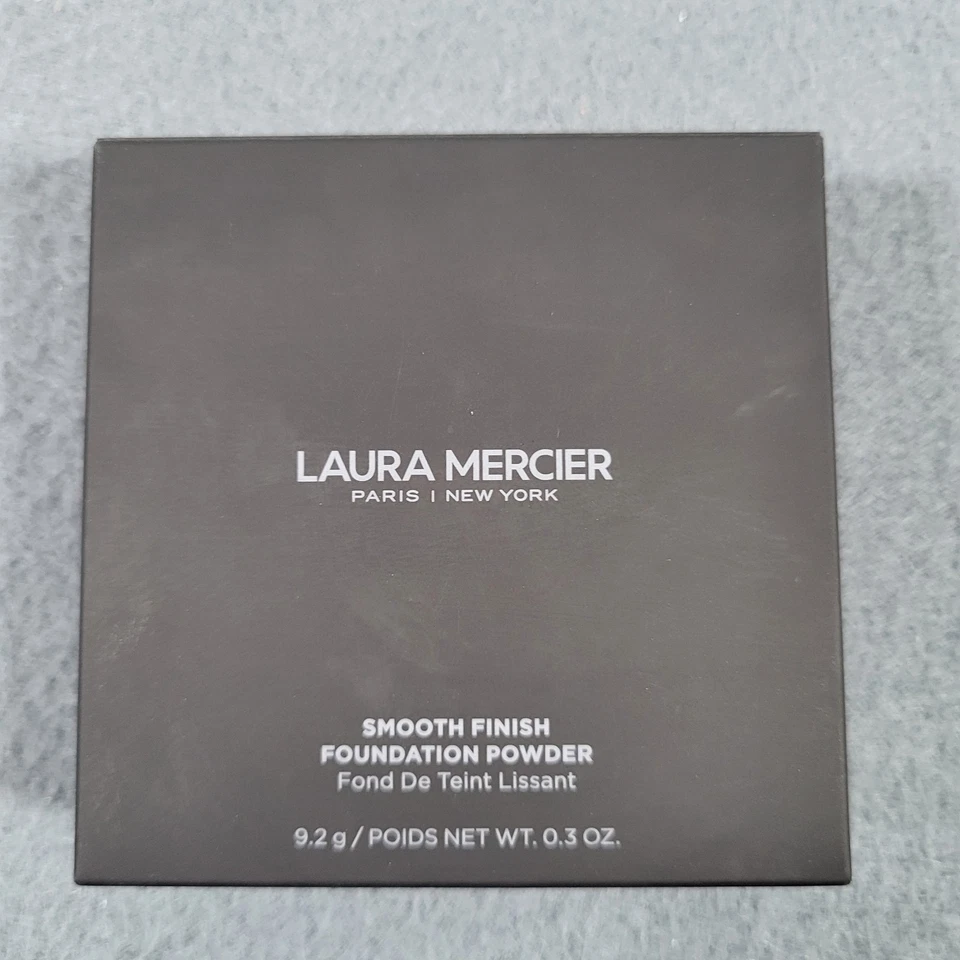 LAURA MERCIER
PARIS | NEW YORK
SMOOTH FINISH
FOUNDATION POWDER
Fond De Teint Lissant
9.2 g / POIDS NET WT. 0.3 OZ.